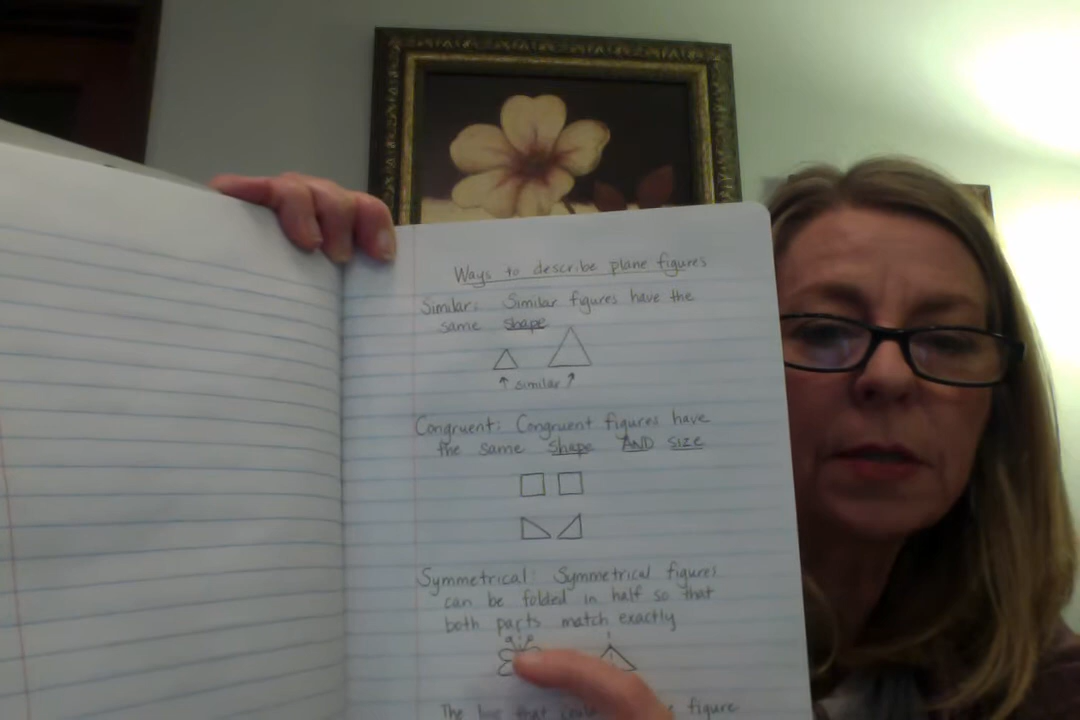 Ways to describe plane figures
Similar: Similar figures have the
same shape
↑ similar ↑
Congruent: Congruent figures have
the same shape AND size
Symmetrical: Symmetrical figures
can be folded in half so that
both parts match exactly
The line that figure